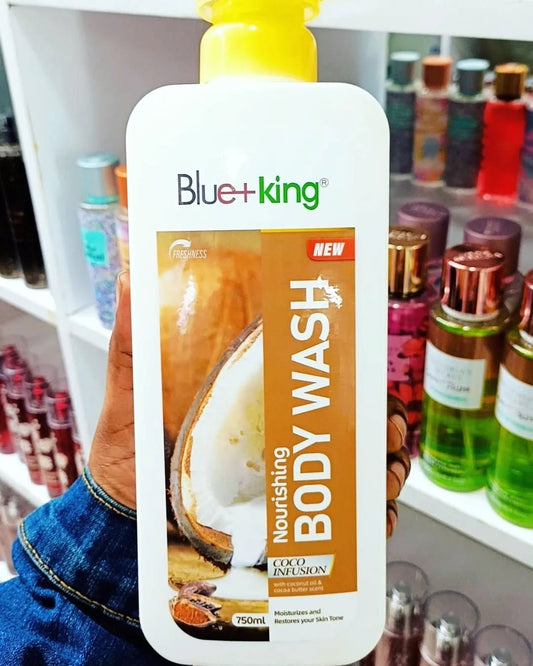 Blue+king®
FRESHNESS
NEW
Nourishing
BODY WASH
COCO
INFUSION
with coconut oil &
cocoa butter scent
Moisturizes and
Restores your Skin Tone
750ml